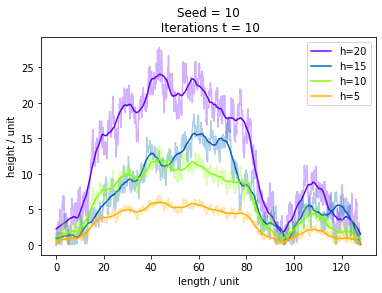 Seed = 10
Iterations t = 10
h=20
h=15
h=10
h=5
height / unit
25
20
15
10
5
0
0
20
40
60
80
100
120
length / unit